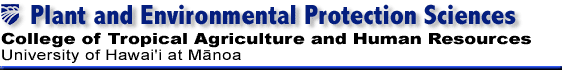 Plant and Environmental Protection Sciences
College of Tropical Agriculture and Human Resources
University of Hawai'i at Mānoa